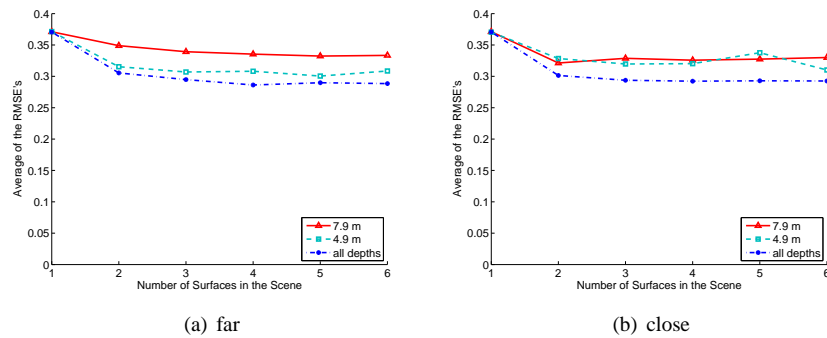 0.4
0.35
0.3
0.25
0.2
0.15
0.1
0.05
0
Average of the RMSE's
1 2 3 4 5 6
Number of Surfaces in the Scene
7.9 m
4.9 m
all depths
(a) far
0.4
0.35
0.3
0.25
0.2
0.15
0.1
0.05
0
Average of the RMSE's
1 2 3 4 5 6
Number of Surfaces in the Scene
7.9 m
4.9 m
all depths
(b) close